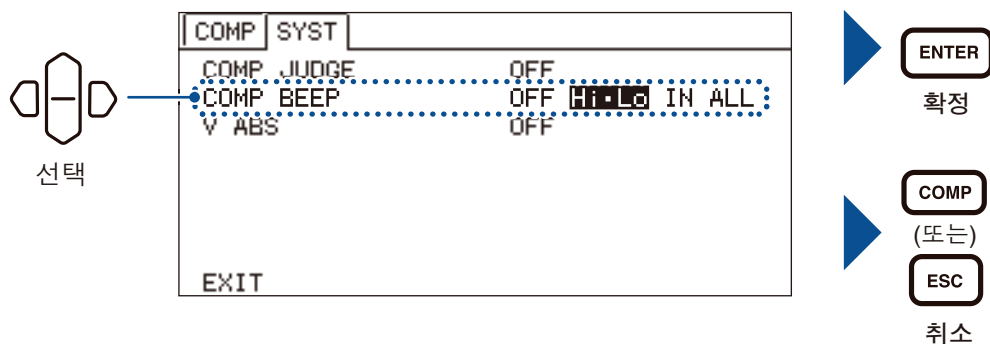 COMP SYST
COMP JUDGE OFF
COMP BEEP OFF Hi•Lo IN ALL
V ABS OFF
EXIT
선택
ENTER
확정
COMP
(또는)
ESC
취소